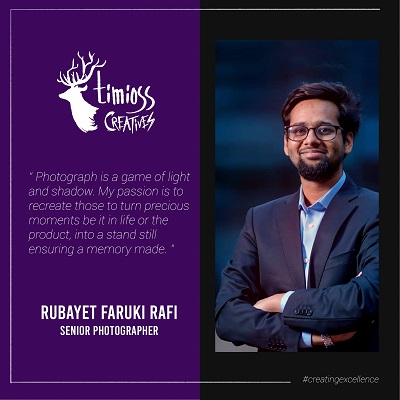 timioss
CREATIVES
" Photograph is a game of light
and shadow. My passion is to
recreate those to turn precious
moments be it in life or the
product, into a stand still
ensuring a memory made. "
RUBAYET FARUKI RAFI
SENIOR PHOTOGRAPHER
#creatingexcellence